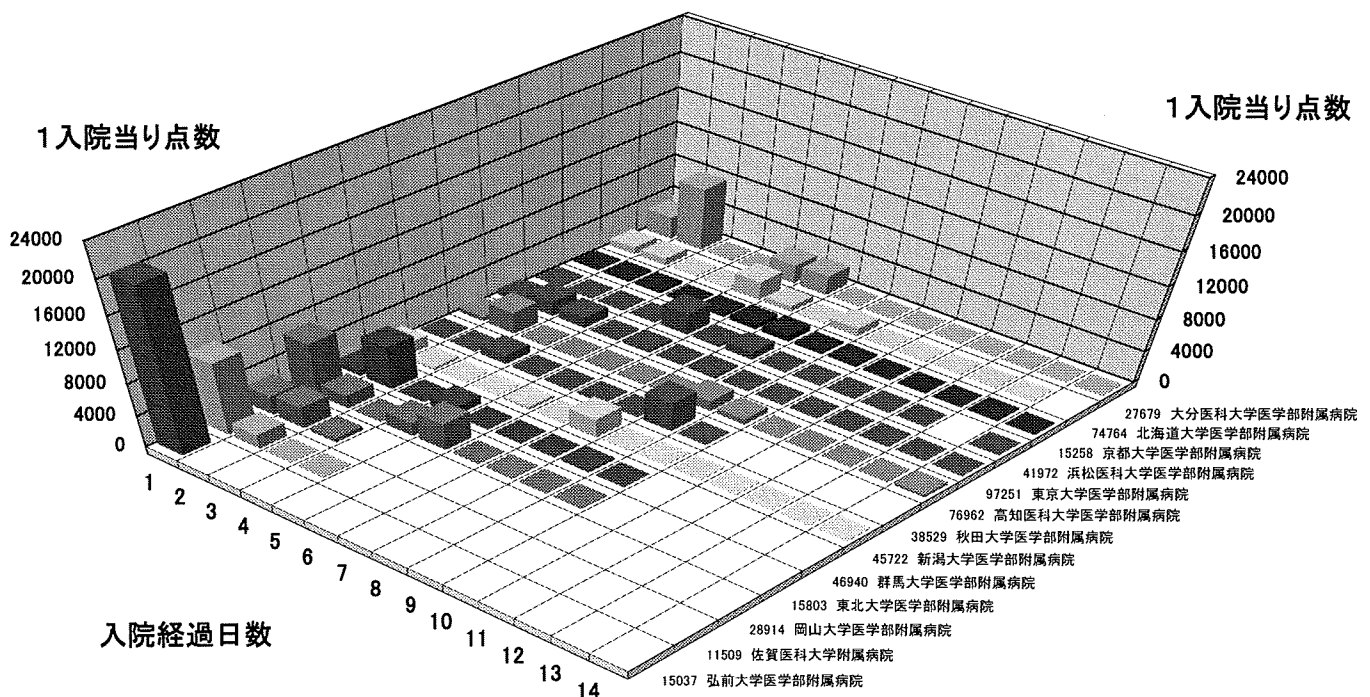 1入院当り点数
24000
20000
16000
12000
8000
4000
0
1入院当り点数
24000
20000
16000
12000
8000
4000
0
1
2
3
4
5
6
7
8
9
10
11
12
13
14
入院経過日数
27679 大分医科大学医学部附属病院
74764 北海道大学医学部附属病院
15258 京都大学医学部附属病院
41972 浜松医科大学医学部附属病院
97251 東京大学医学部附属病院
76962 高知医科大学医学部附属病院
38529 秋田大学医学部附属病院
45722 新潟大学医学部附属病院
46940 群馬大学医学部附属病院
15803 東北大学医学部附属病院
28914 岡山大学医学部附属病院
11509 佐賀医科大学附属病院
15037 弘前大学医学部附属病院